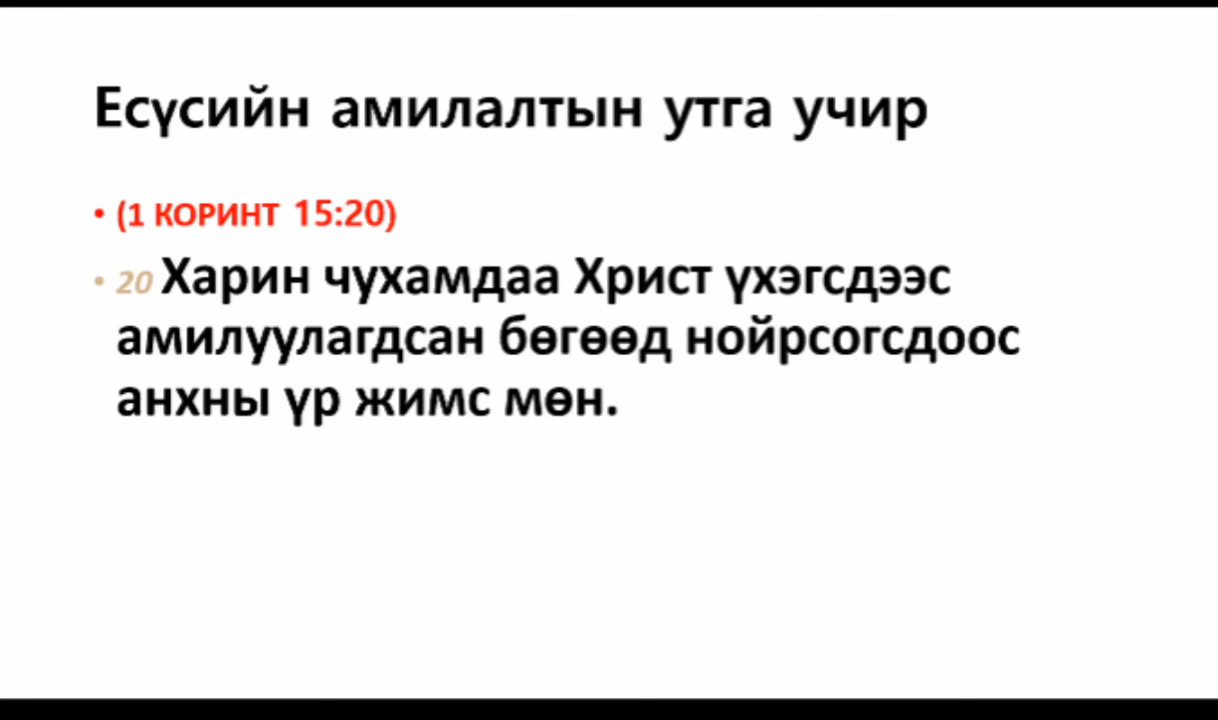 Есүсийн амилалтын утга учир
• (1 КОРИНТ 15:20)
• 20 Харин чухамдаа Христ үхэгсдээс
амилуулагдсан бөгөөд нойрсогсдоос
анхны үр жимс мөн.